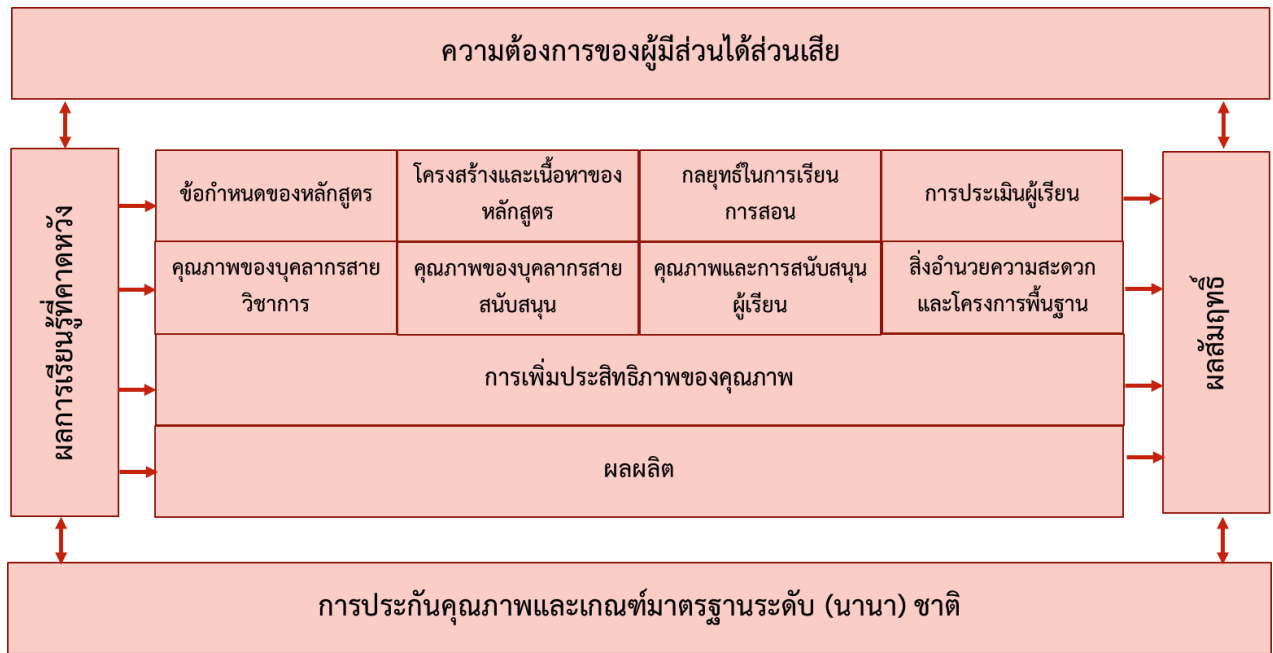 ความต้องการของผู้มีส่วนได้ส่วนเสีย
ผลการเรียนรู้ที่คาดหวัง
ข้อกำหนดของหลักสูตร
โครงสร้างและเนื้อหาของ
หลักสูตร
กลยุทธ์ในการเรียน
การสอน
การประเมินผู้เรียน
คุณภาพของบุคลากรสาย
วิชาการ
คุณภาพของบุคลากรสาย
สนับสนุน
คุณภาพและการสนับสนุน
ผู้เรียน
สิ่งอำนวยความสะดวก
และโครงการพื้นฐาน
การเพิ่มประสิทธิภาพของคุณภาพ
ผลผลิต
ผลสัมฤทธิ์
การประกันคุณภาพและเกณฑ์มาตรฐานระดับ (นานา) ชาติ